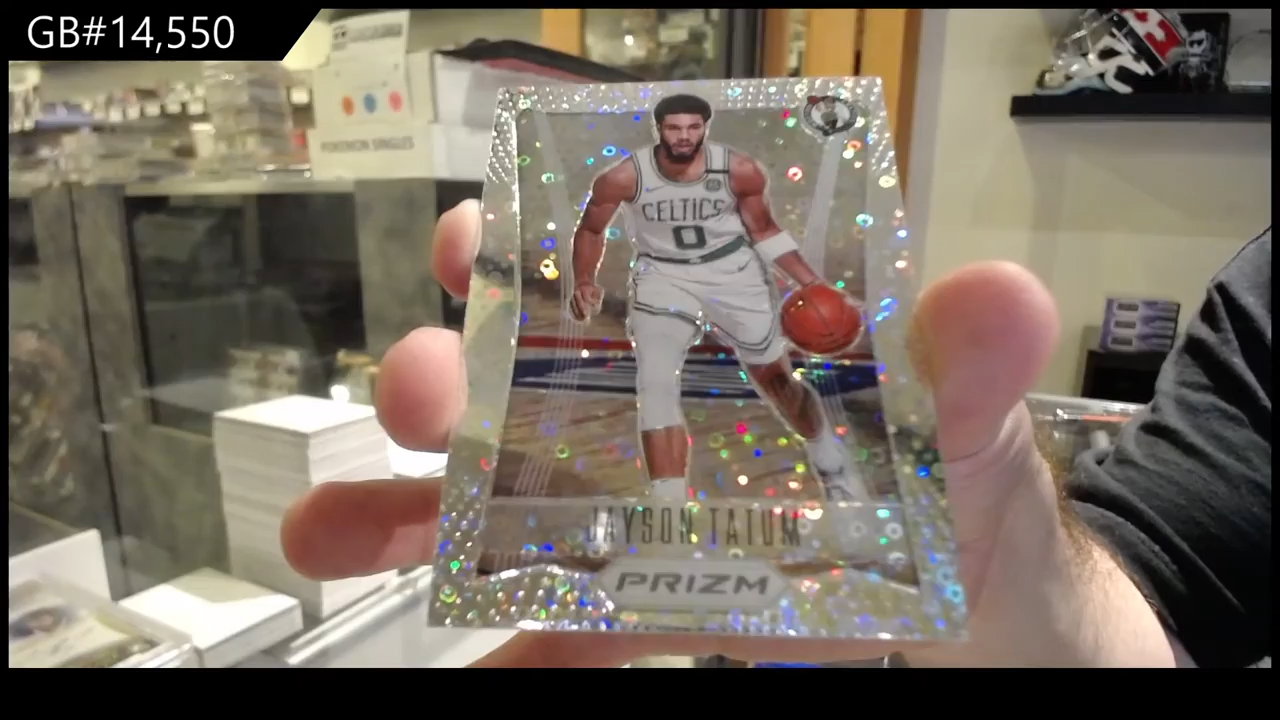 GB#14,550
POKEMON SINGLES
CELTICS
0
JAYSON TATUM
PRIZM